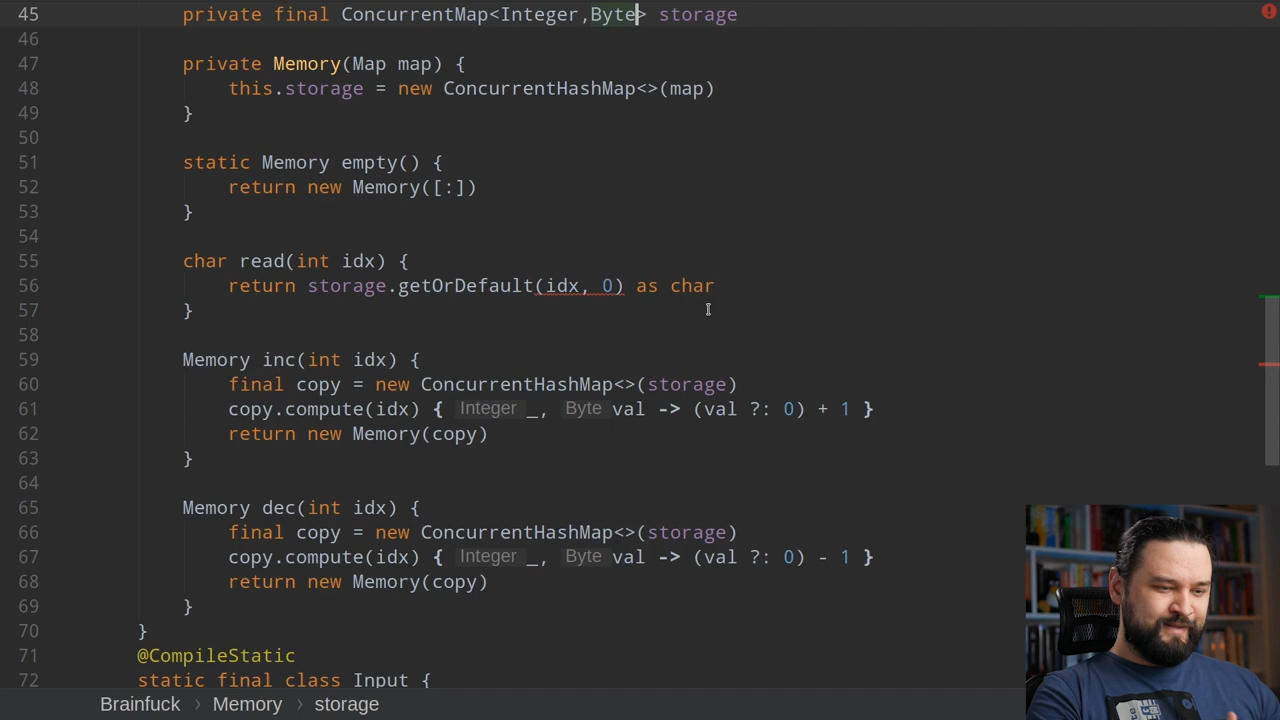 45 private final ConcurrentMap<Integer,Byte> storage
46
47 private Memory(Map map) {
48 this.storage = new ConcurrentHashMap<>(map)
49 }
50
51 static Memory empty() {
52 return new Memory([:])
53 }
54
55 char read(int idx) {
56 return storage.getOrDefault(idx, 0) as char
57 }
58
59 Memory inc(int idx) {
60 final copy = new ConcurrentHashMap<>(storage)
61 copy.compute(idx) { Integer _, Byte val -> (val ?: 0) + 1 }
62 return new Memory(copy)
63 }
64
65 Memory dec(int idx) {
66 final copy = new ConcurrentHashMap<>(storage)
67 copy.compute(idx) { Integer _, Byte val -> (val ?: 0) - 1 }
68 return new Memory(copy)
69 }
70 }
71 @CompileStatic
72 static final class Input {
Brainfuck › Memory › storage